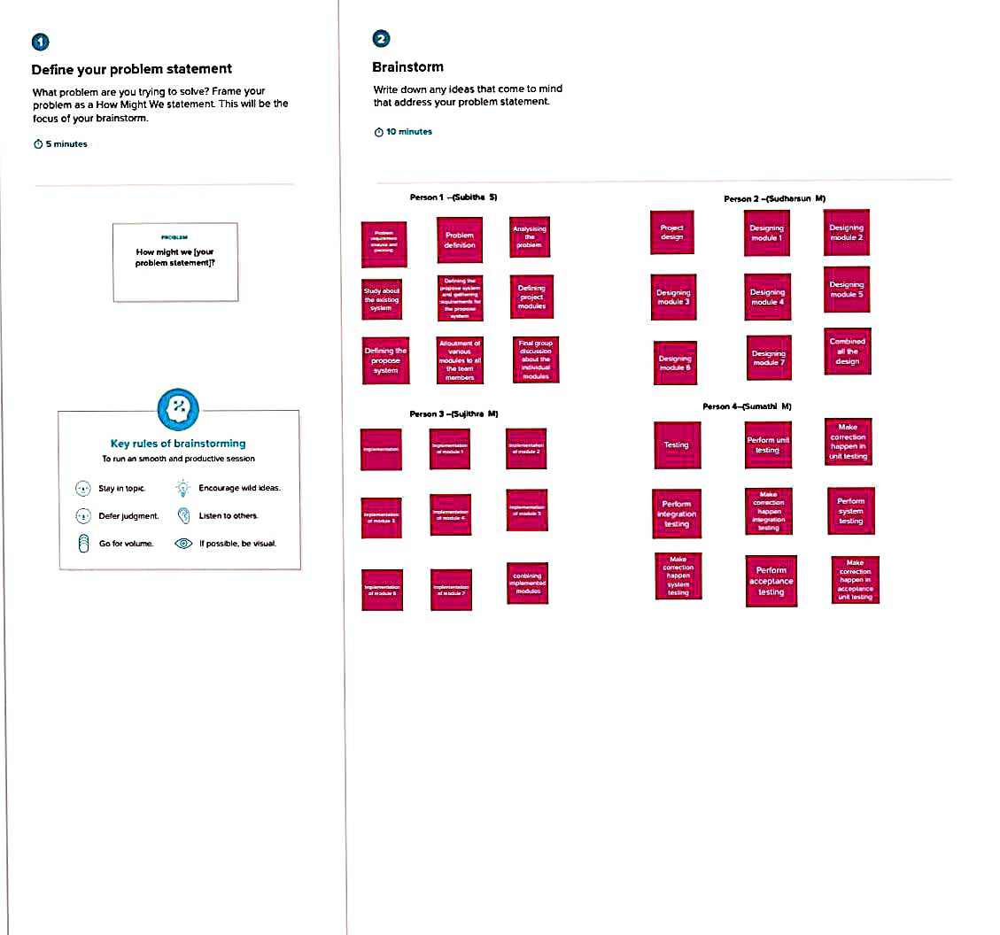 1
Define your problem statement
What problem are you trying to solve? Frame your
problem as a How Might We statement. This will be the
focus of your brainstorm.
5 minutes
PROBLEM
How might we [your
problem statement]?
Key rules of brainstorming
To run an smooth and productive session
Stay in topic.
Encourage wild ideas.
Defer judgment.
Listen to others.
Go for volume.
If possible, be visual.
2
Brainstorm
Write down any ideas that come to mind
that address your problem statement.
10 minutes
Person 1 -(Subitha S)
Problem
requirement
analysis and
planning
Problem
definition
Analysising
the
problem
Study about
the existing
system
Defining the
propose system
and gathering
requirements for
the propose
system
Defining
project
modules
Defining the
propose
system
Alloutment of
various
modules to all
the team
members
Final group
discussion
about the
individual
modules
Person 2 -(Sudharsun M)
Project
design
Designing
module 1
Designing
module 2
Designing
module 3
Designing
module 4
Designing
module 5
Designing
module 6
Designing
module 7
Combined
all the
design
Person 3 -(Sujithra M)
Implementation
Implementation
of module 1
Implementation
of module 2
Implementation
of module 3
Implementation
of module 4
Implementation
of module 5
Implementation
of module 6
Implementation
of module 7
combining
implemented
modules
Person 4-(Sumathi M)
Testing
Perform unit
testing
Make
correction
happen in
unit testing
Perform
integration
testing
Make
correction
happen
integration
testing
Perform
system
testing
Make
correction
happen
system
testing
Perform
acceptance
testing
Make
correction
happen in
acceptance
unit testing